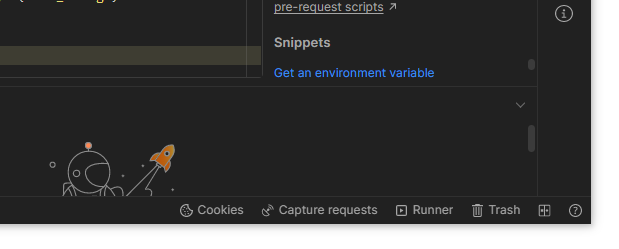 pre-request scripts ↗
Snippets
Get an environment variable
Cookies
Capture requests
Runner
Trash